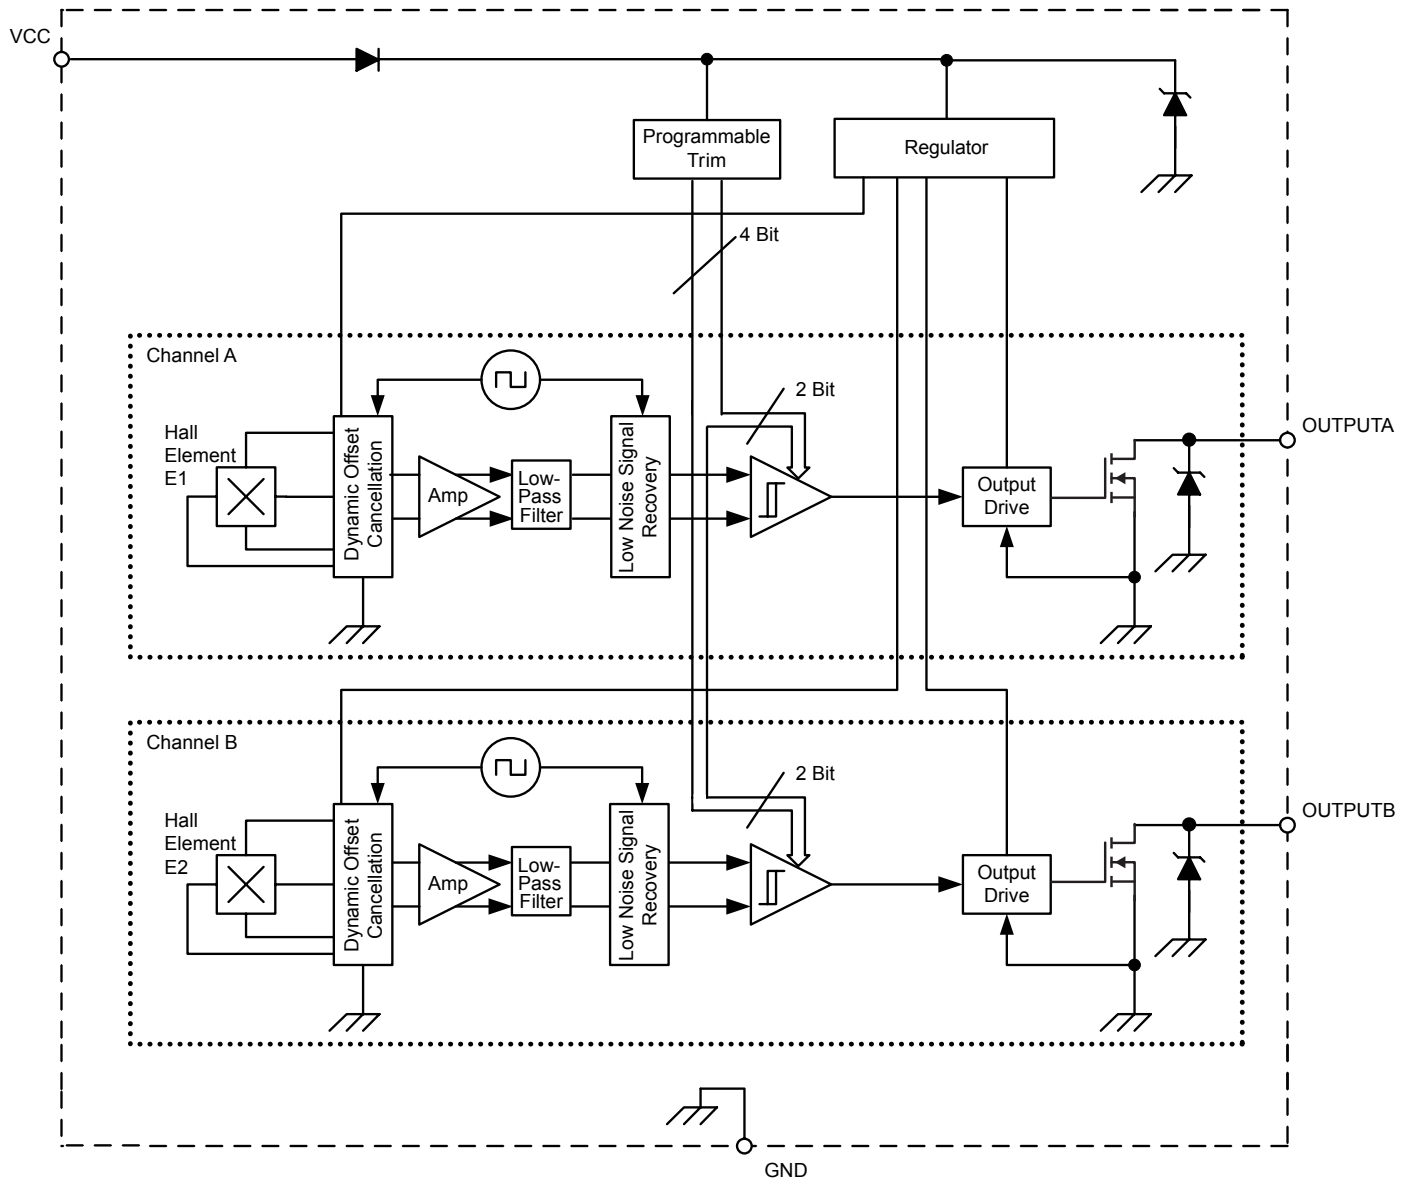 VCC
Programmable
Trim
Regulator
4 Bit
Channel A
2 Bit
Hall
Element
E1
Dynamic Offset
Cancellation
Amp
Low-
Pass
Filter
Low Noise Signal
Recovery
Output
Drive
OUTPUTA
Channel B
2 Bit
Hall
Element
E2
Dynamic Offset
Cancellation
Amp
Low-
Pass
Filter
Low Noise Signal
Recovery
Output
Drive
OUTPUTB
GND